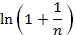 ln(1 + 1/n)